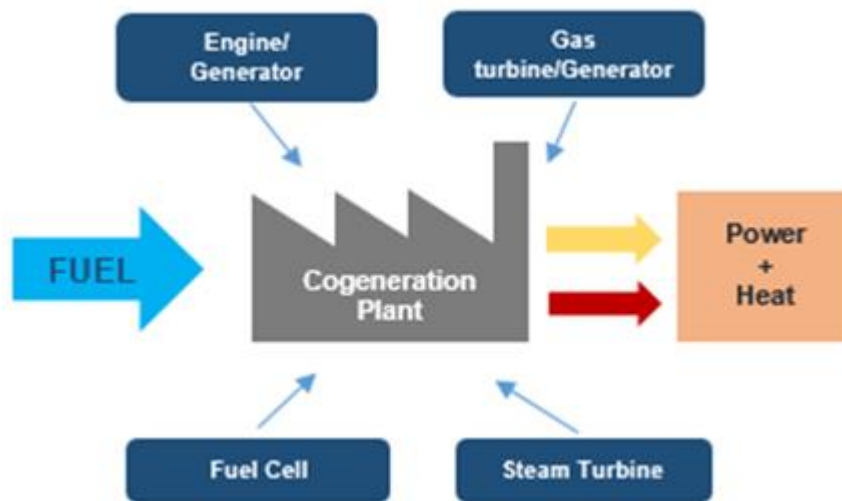 Engine/
Generator
Gas
turbine/Generator
FUEL
Cogeneration
Plant
Power
+
Heat
Fuel Cell
Steam Turbine